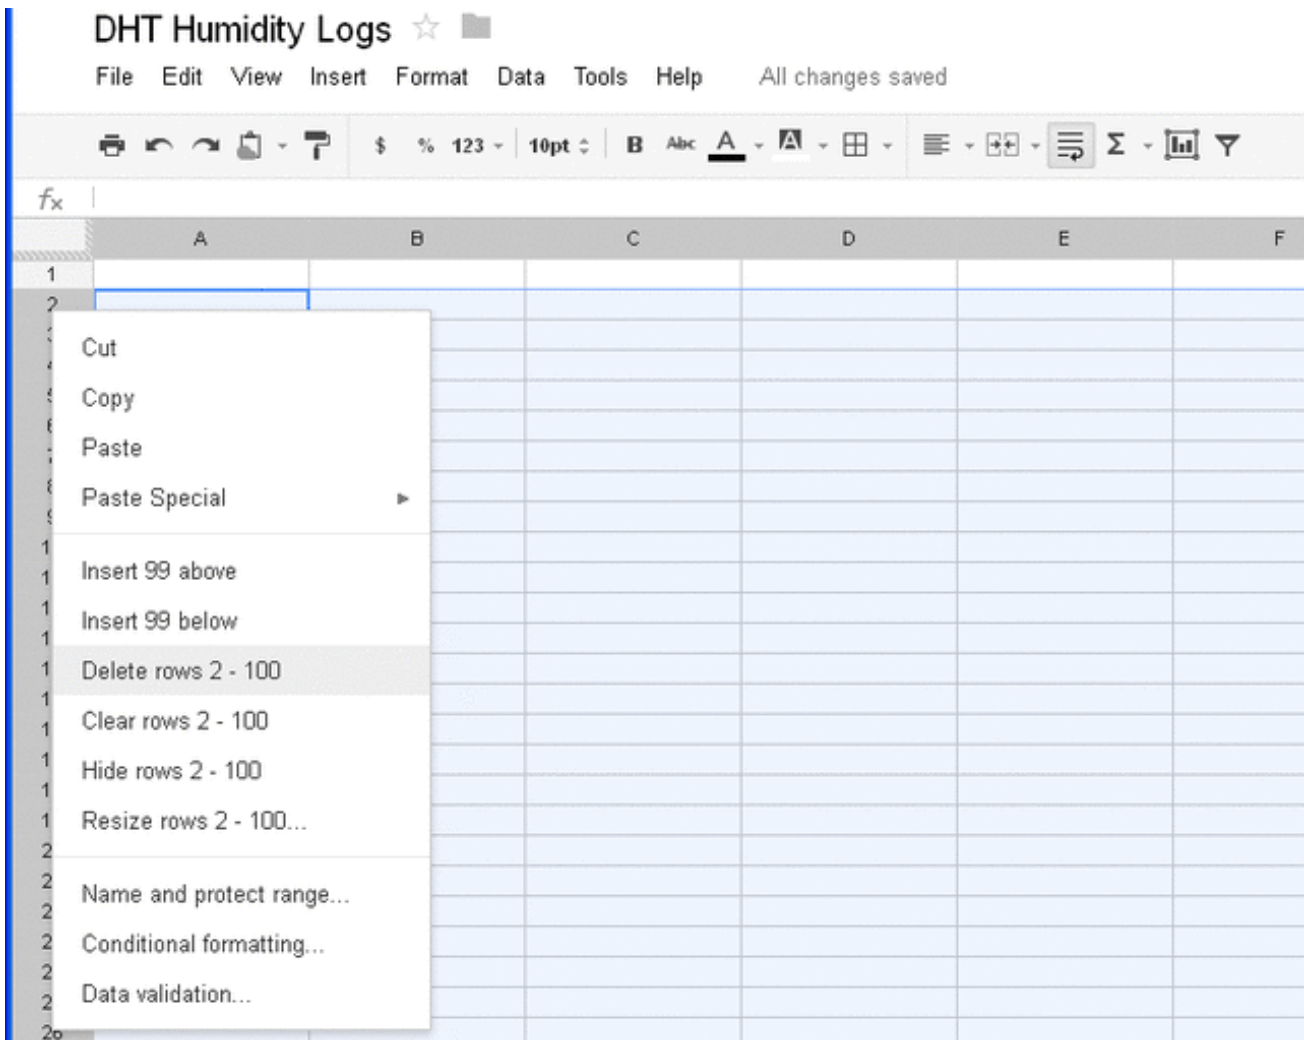 DHT Humidity Logs
File Edit View Insert Format Data Tools Help All changes saved
$ % 123 10pt B Abc A A Σ
fx
A B C D E F
1
2
Cut
Copy
Paste
Paste Special
Insert 99 above
Insert 99 below
Delete rows 2 - 100
Clear rows 2 - 100
Hide rows 2 - 100
Resize rows 2 - 100...
Name and protect range...
Conditional formatting...
Data validation...